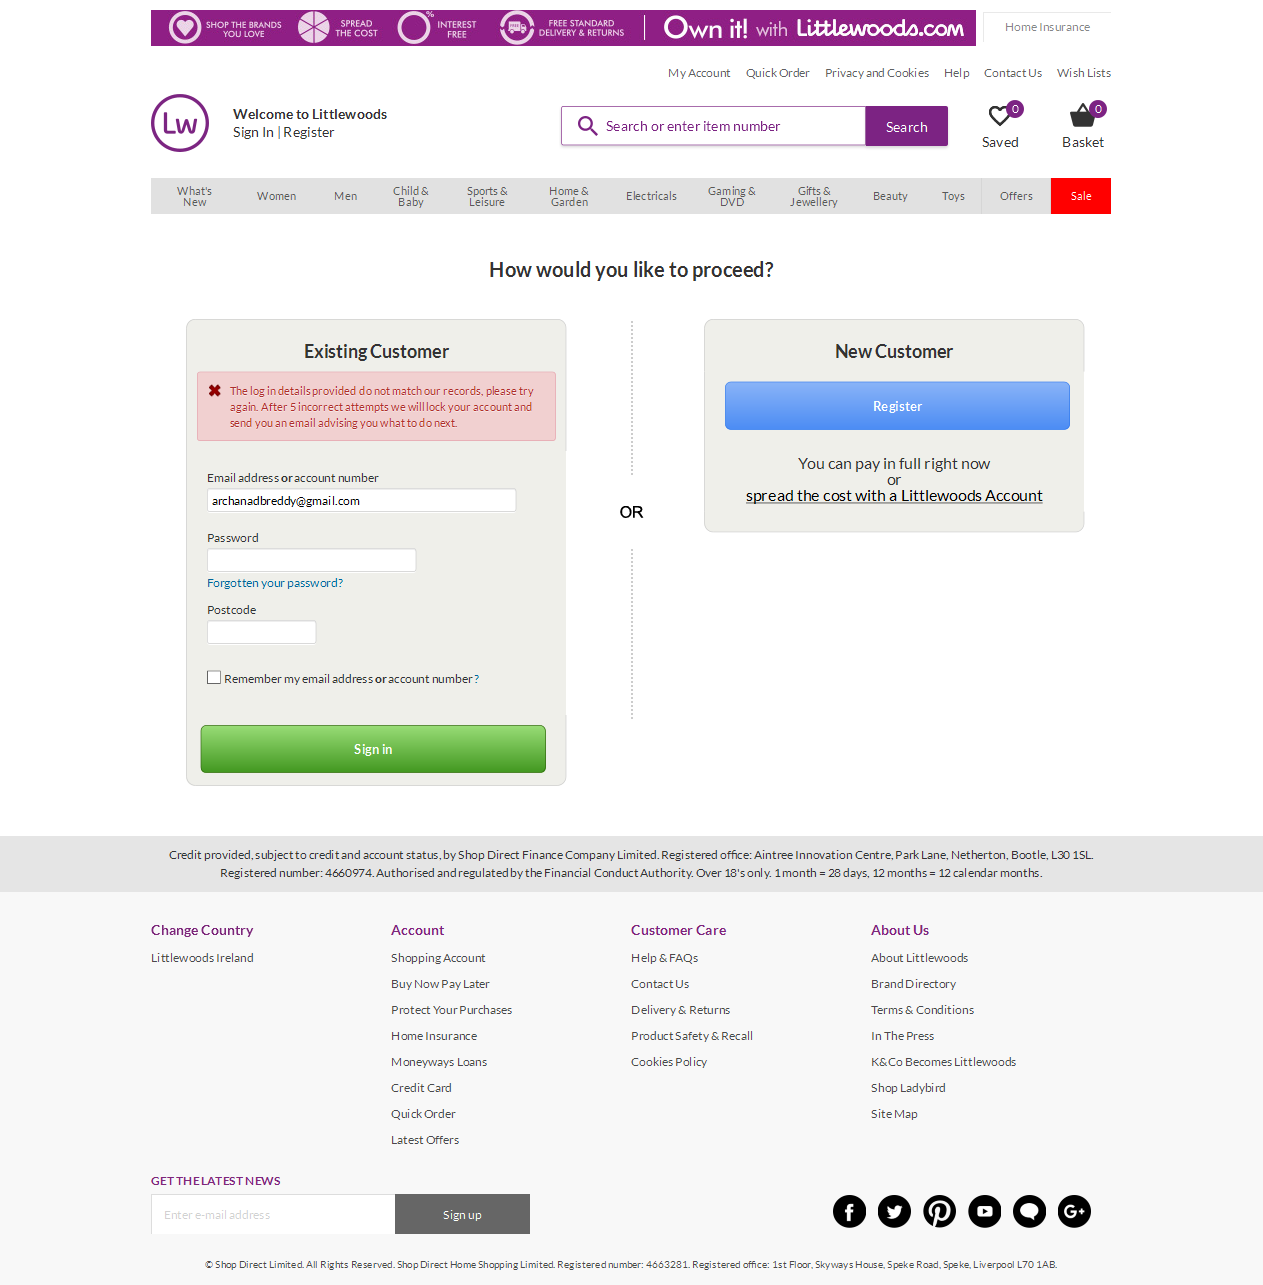 SHOP THE BRANDS
YOU LOVE
SPREAD
THE COST
%
INTEREST
FREE
FREE STANDARD
DELIVERY & RETURNS
Own it! with Littlewoods.com
Home Insurance
My Account Quick Order Privacy and Cookies Help Contact Us Wish Lists
Lw
Welcome to Littlewoods
Sign In | Register
Search or enter item number
Search
0
Saved
0
Basket
What's
New
Women
Men
Child &
Baby
Sports &
Leisure
Home &
Garden
Electricals
Gaming &
DVD
Gifts &
Jewellery
Beauty
Toys
Offers
Sale
How would you like to proceed?
Existing Customer
The log in details provided do not match our records, please try
again. After 5 incorrect attempts we will lock your account and
send you an email advising you what to do next.
Email address or account number
archanadbreddy@gmail.com
Password
Forgotten your password?
Postcode
Remember my email address or account number?
Sign in
OR
New Customer
Register
You can pay in full right now
or
spread the cost with a Littlewoods Account
Credit provided, subject to credit and account status, by Shop Direct Finance Company Limited. Registered office: Aintree Innovation Centre, Park Lane, Netherton, Bootle, L30 1SL.
Registered number: 4660974. Authorised and regulated by the Financial Conduct Authority. Over 18's only. 1 month = 28 days, 12 months = 12 calendar months.
Change Country
Littlewoods Ireland
Account
Shopping Account
Buy Now Pay Later
Protect Your Purchases
Home Insurance
Moneyways Loans
Credit Card
Quick Order
Latest Offers
Customer Care
Help & FAQs
Contact Us
Delivery & Returns
Product Safety & Recall
Cookies Policy
About Us
About Littlewoods
Brand Directory
Terms & Conditions
In The Press
K&Co Becomes Littlewoods
Shop Ladybird
Site Map
GET THE LATEST NEWS
Enter e-mail address
Sign up
© Shop Direct Limited. All Rights Reserved. Shop Direct Home Shopping Limited. Registered number: 4663281. Registered office: 1st Floor, Skyways House, Speke Road, Speke, Liverpool L70 1AB.